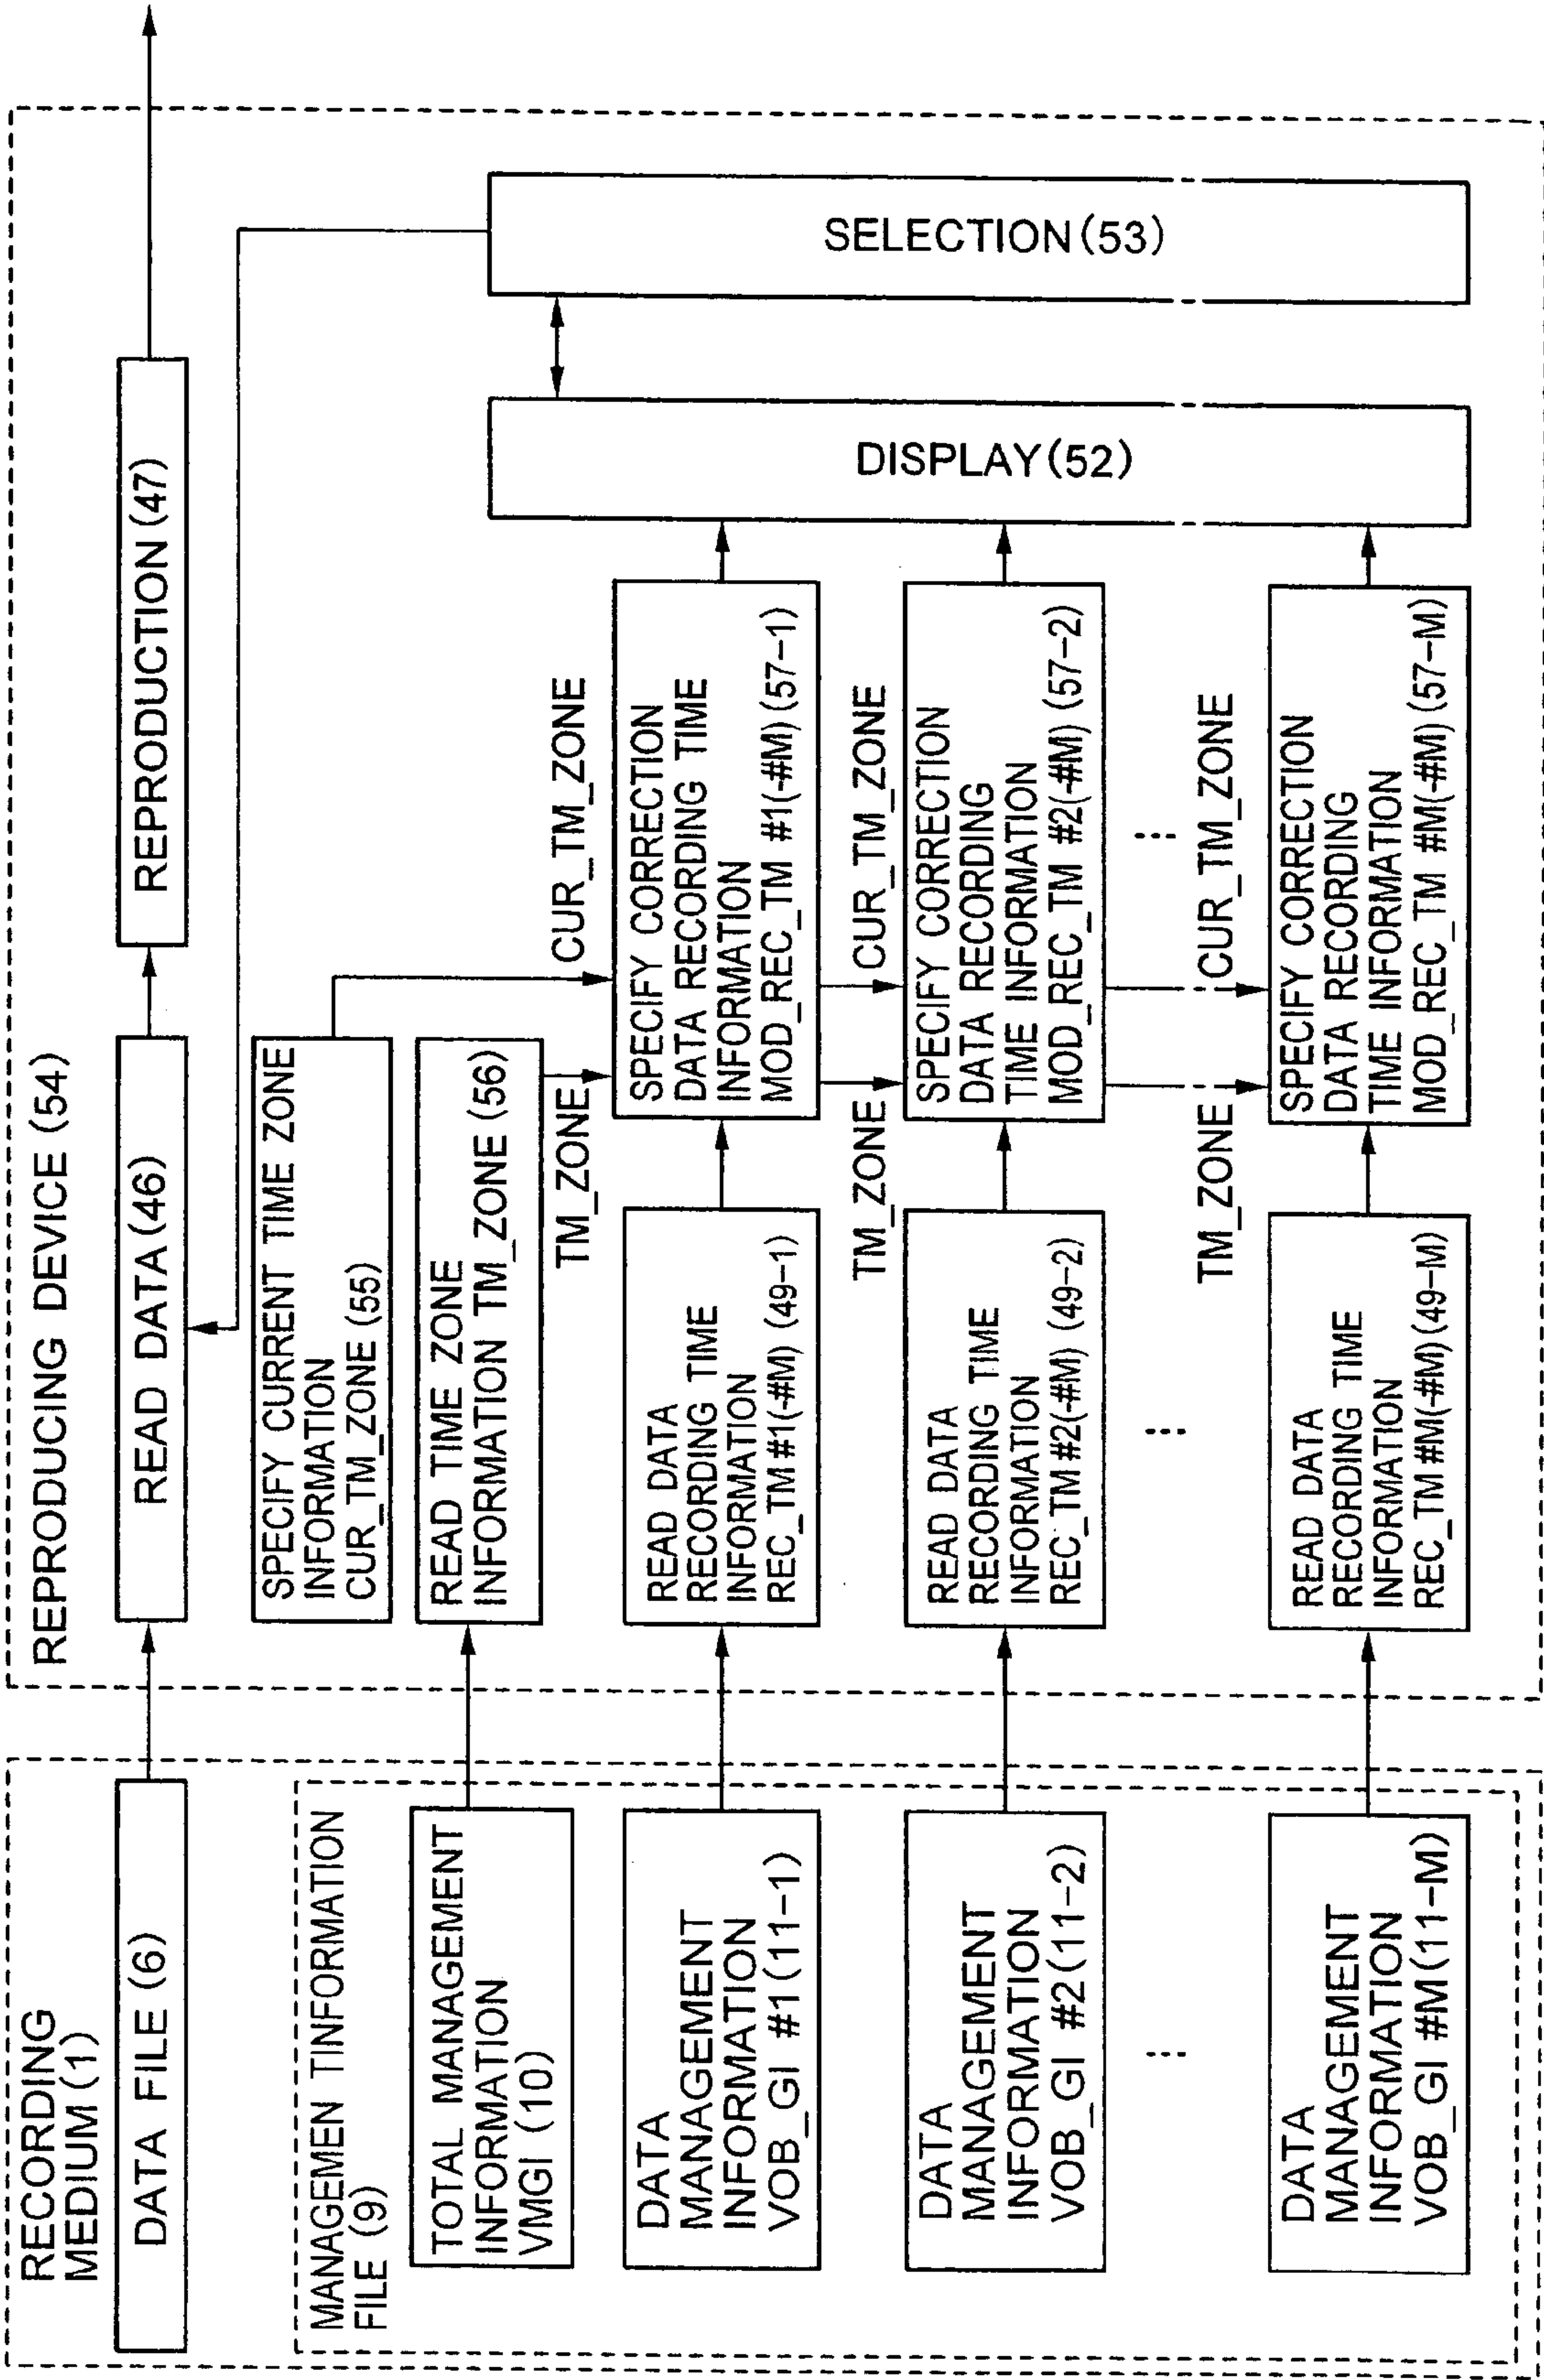 RECORDING
MEDIUM (1)
DATA FILE (6)
MANAGEMEN TINFORMATION
FILE (9)
TOTAL MANAGEMENT
INFORMATION
VMGI (10)
DATA
MANAGEMENT
INFORMATION
VOB_GI #1 (11-1)
DATA
MANAGEMENT
INFORMATION
VOB_GI #2 (11-2)
⋮
DATA
MANAGEMENT
INFORMATION
VOB_GI #M (11-M)
REPRODUCING DEVICE (54)
READ DATA (46)
REPRODUCTION (47)
SPECIFY CURRENT TIME ZONE
INFORMATION
CUR_TM_ZONE (55)
READ TIME ZONE
INFORMATION TM_ZONE (56)
TM_ZONE
CUR_TM_ZONE
READ DATA
RECORDING TIME
INFORMATION
REC_TM #1(-#M) (49-1)
SPECIFY CORRECTION
DATA RECORDING TIME
INFORMATION
MOD_REC_TM #1(-#M) (57-1)
TM_ZONE
CUR_TM_ZONE
READ DATA
RECORDING TIME
INFORMATION
REC_TM #2(-#M) (49-2)
SPECIFY CORRECTION
DATA RECORDING
TIME INFORMATION
MOD_REC_TM #2(-#M) (57-2)
⋮
⋮
TM_ZONE
CUR_TM_ZONE
READ DATA
RECORDING TIME
INFORMATION
REC_TM #M(-#M) (49-M)
SPECIFY CORRECTION
DATA RECORDING
TIME INFORMATION
MOD_REC_TM #M(-#M) (57-M)
DISPLAY (52)
SELECTION (53)